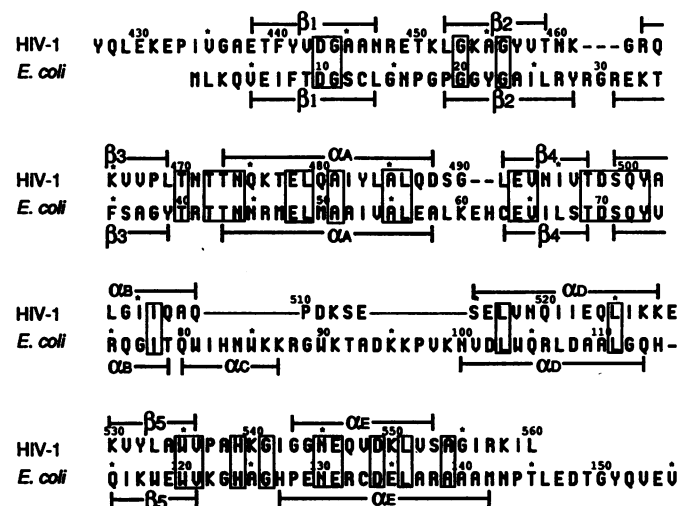 β1 β2
430 * 440 * 450 * 460
HIV-1 YQLEKEPIVGAETFYVDGAANRETKLGKAGYVTNK---GRQ
10 * 20 * 30
E. coli MLKQVEIFTDGSCLGNPGPGGYGAILRYRGREKT
β1 β2
β3 αA β4
* 470 * 480 * 490 * 500
HIV-1 KVVPLTNTTNQKTELQAIYLALQDSG--LEVNIVTDSQYA
* 40 * 50 * 60 * 70
E. coli FSAGYTRTTNNRMELMAAIVALEALKEHCEVILSTDSQYV
β3 αA β4
αB αD
* 510 * 520 *
HIV-1 LGIIQAQ———PDKSE———SELVNQIIEQLIKKE
* 80 * 90 * 100 * 110
E. coli RQGITQWIHNWKKRGWKTADKKPVKNVDLWQRLDAALGQH-
αB αC αD
β5 αE
530 * 540 * 550 * 560
HIV-1 KVYLAWVPAHKGIGGNEQVDKLVSAGIRKIL
* 120 * 130 * 140 * 150 *
E. coli QIKWEWVKGHAGHPENERCDELARAAAMNPTLEDTGYQVEV
β5 αE